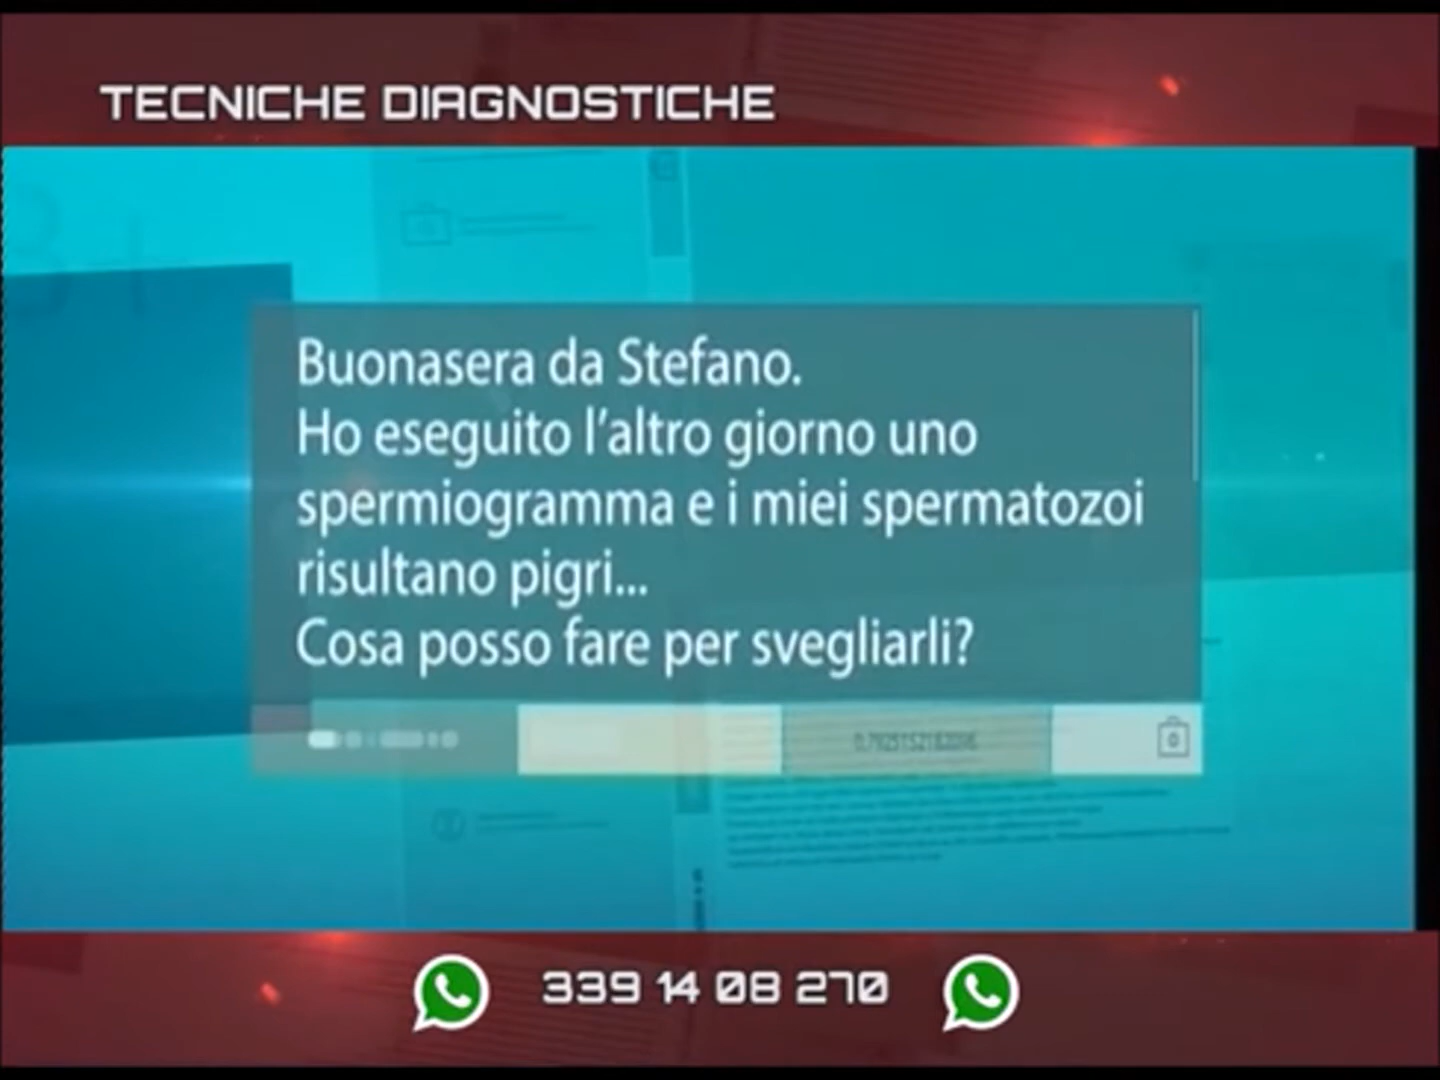 TECNICHE DIAGNOSTICHE
Buonasera da Stefano.
Ho eseguito l'altro giorno uno
spermiogramma e i miei spermatozoi
risultano pigri...
Cosa posso fare per svegliarli?
339 14 08 270